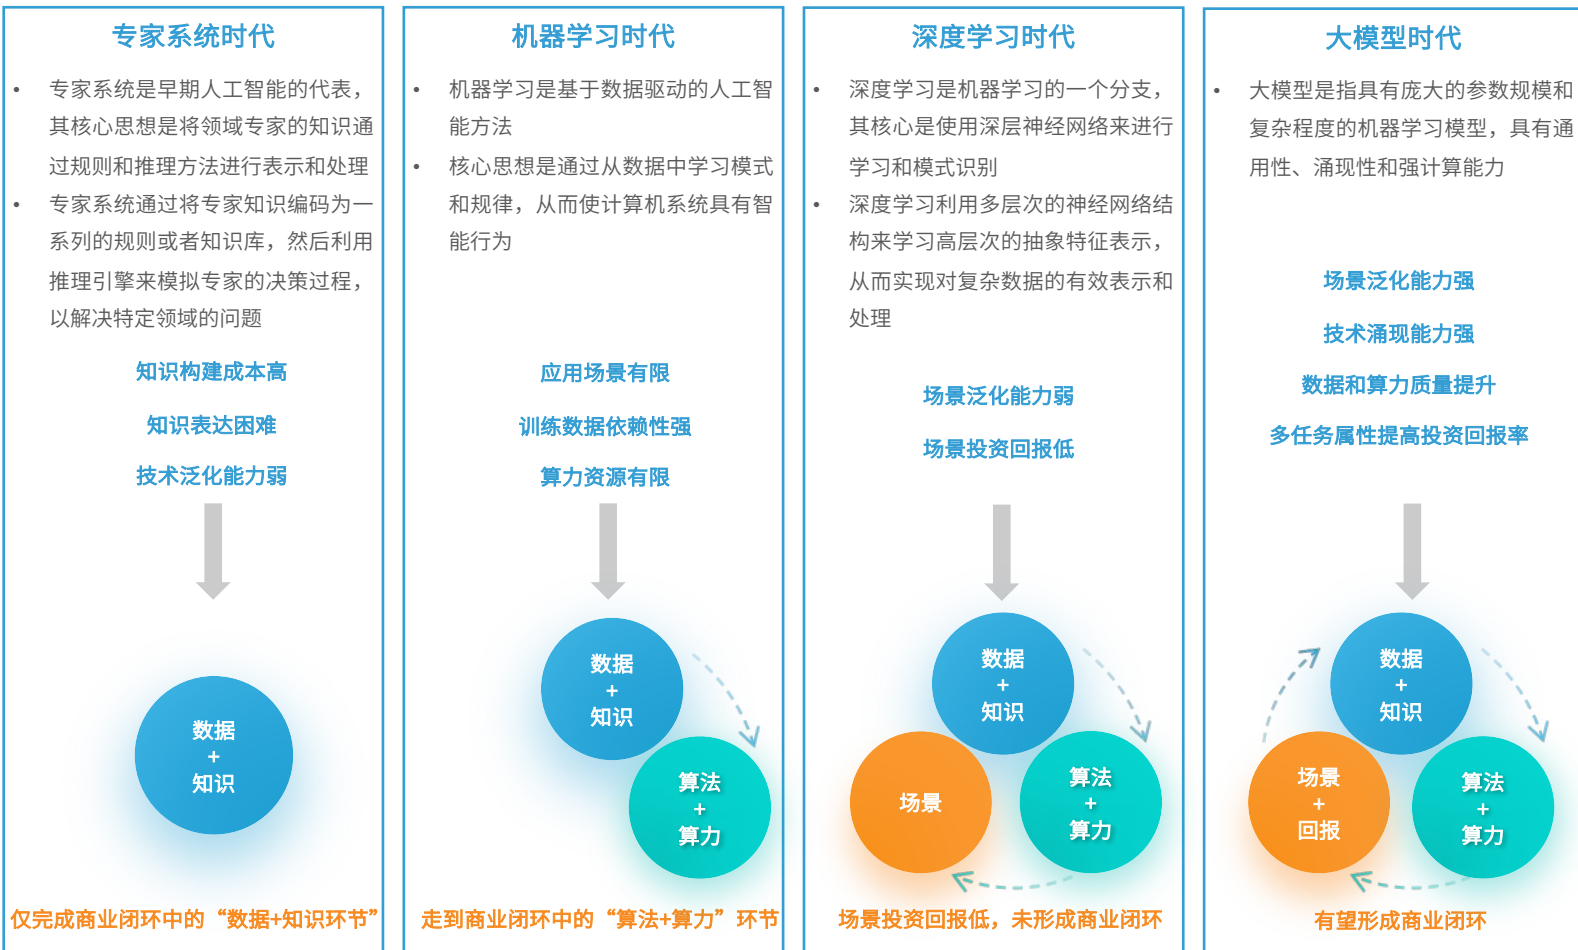 专家系统时代
• 专家系统是早期人工智能的代表，
其核心思想是将领域专家的知识通
过规则和推理方法进行表示和处理
• 专家系统通过将专家知识编码为一
系列的规则或者知识库，然后利用
推理引擎来模拟专家的决策过程，
以解决特定领域的问题
知识构建成本高
知识表达困难
技术泛化能力弱
数据
+
知识
仅完成商业闭环中的“数据+知识环节”
机器学习时代
• 机器学习是基于数据驱动的人工智
能方法
• 核心思想是通过从数据中学习模式
和规律，从而使计算机系统具有智
能行为
应用场景有限
训练数据依赖性强
算力资源有限
数据
+
知识
算法
+
算力
走到商业闭环中的“算法+算力”环节
深度学习时代
• 深度学习是机器学习的一个分支，
其核心是使用深层神经网络来进行
学习和模式识别
• 深度学习利用多层次的神经网络结
构来学习高层次的抽象特征表示，
从而实现对复杂数据的有效表示和
处理
场景泛化能力弱
场景投资回报低
数据
+
知识
场景
算法
+
算力
场景投资回报低，未形成商业闭环
大模型时代
• 大模型是指具有庞大的参数规模和
复杂程度的机器学习模型，具有通
用性、涌现性和强计算能力
场景泛化能力强
技术涌现能力强
数据和算力质量提升
多任务属性提高投资回报率
数据
+
知识
场景
+
回报
算法
+
算力
有望形成商业闭环